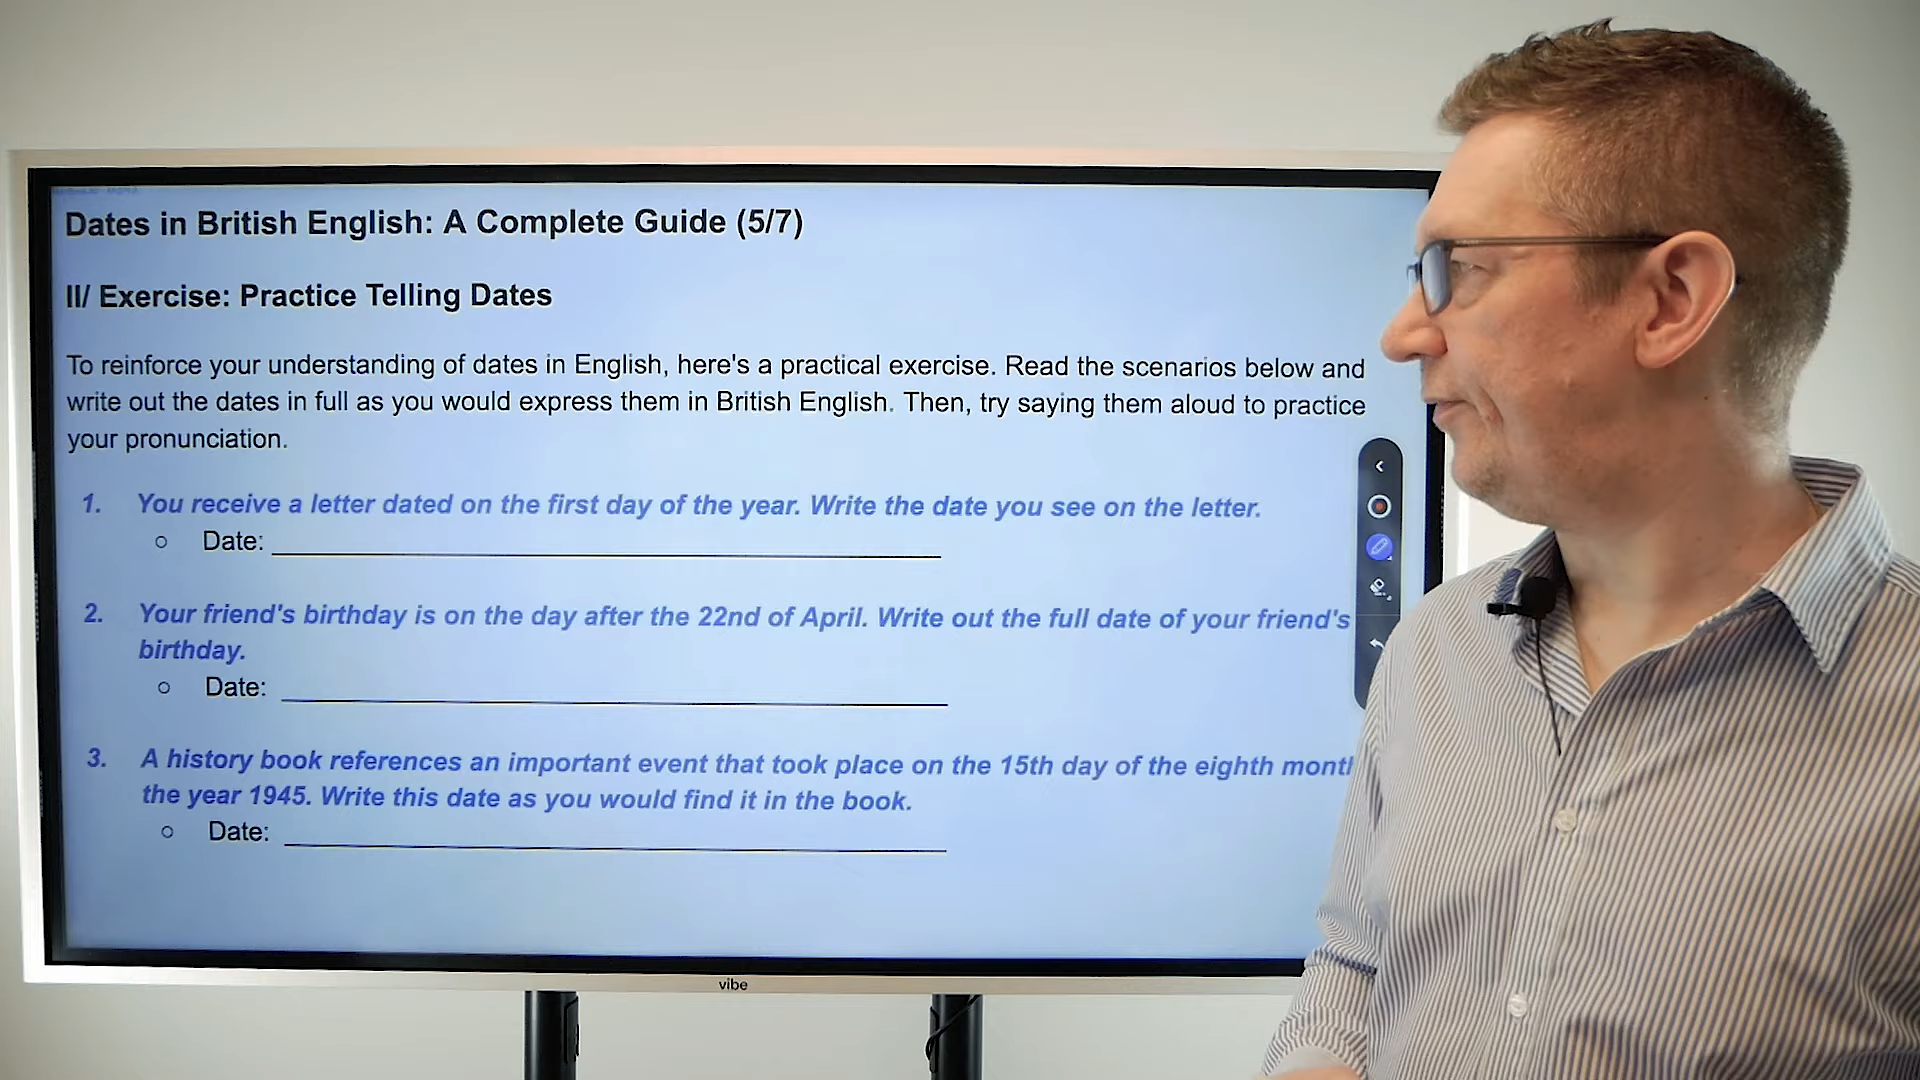 Dates in British English: A Complete Guide (5/7)
II/ Exercise: Practice Telling Dates
To reinforce your understanding of dates in English, here's a practical exercise. Read the scenarios below and
write out the dates in full as you would express them in British English. Then, try saying them aloud to practice
your pronunciation.
1. You receive a letter dated on the first day of the year. Write the date you see on the letter.
Date:
2. Your friend's birthday is on the day after the 22nd of April. Write out the full date of your friend's
birthday.
Date:
3. A history book references an important event that took place on the 15th day of the eighth
the year 1945. Write this date as you would find it in the book.
Date:
vibe